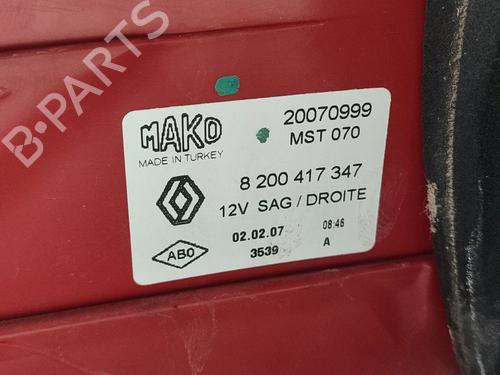 B-PARTS
MAKO
MADE IN TURKEY
20070999
MST 070
8 200 417 347
12V SAG / DROITE
02.02.07 08:46
3539 A
ABO